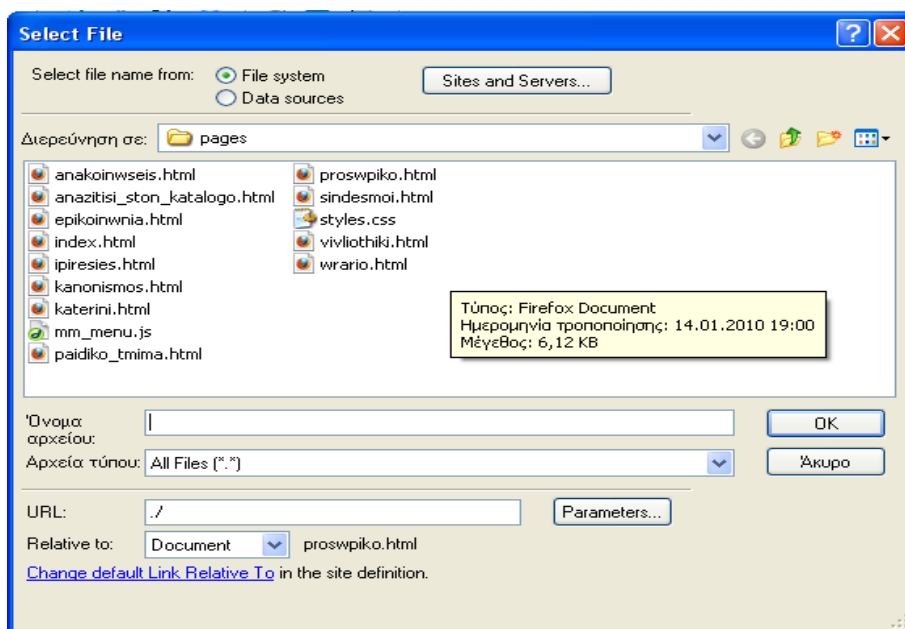 Select File
Select file name from:
File system
Sites and Servers...
Data sources
Διερεύνηση σε:
pages
anakoinwseis.html
anazitisi_ston_katalogo.html
epikoinwnia.html
index.html
ipiresies.html
kanonismos.html
katerini.html
mm_menu.js
paidiko_tmima.html
proswpiko.html
sindesmoi.html
styles.css
vivliothiki.html
wrario.html
Τύπος: Firefox Document
Ημερομηνία τροποποίησης: 14.01.2010 19:00
Μέγεθος: 6,12 KB
Όνομα
αρχείου:
OK
Αρχεία τύπου:
All Files (*.*)
Άκυρο
URL:
./
Parameters...
Relative to:
Document
proswpiko.html
Change default Link Relative To in the site definition.